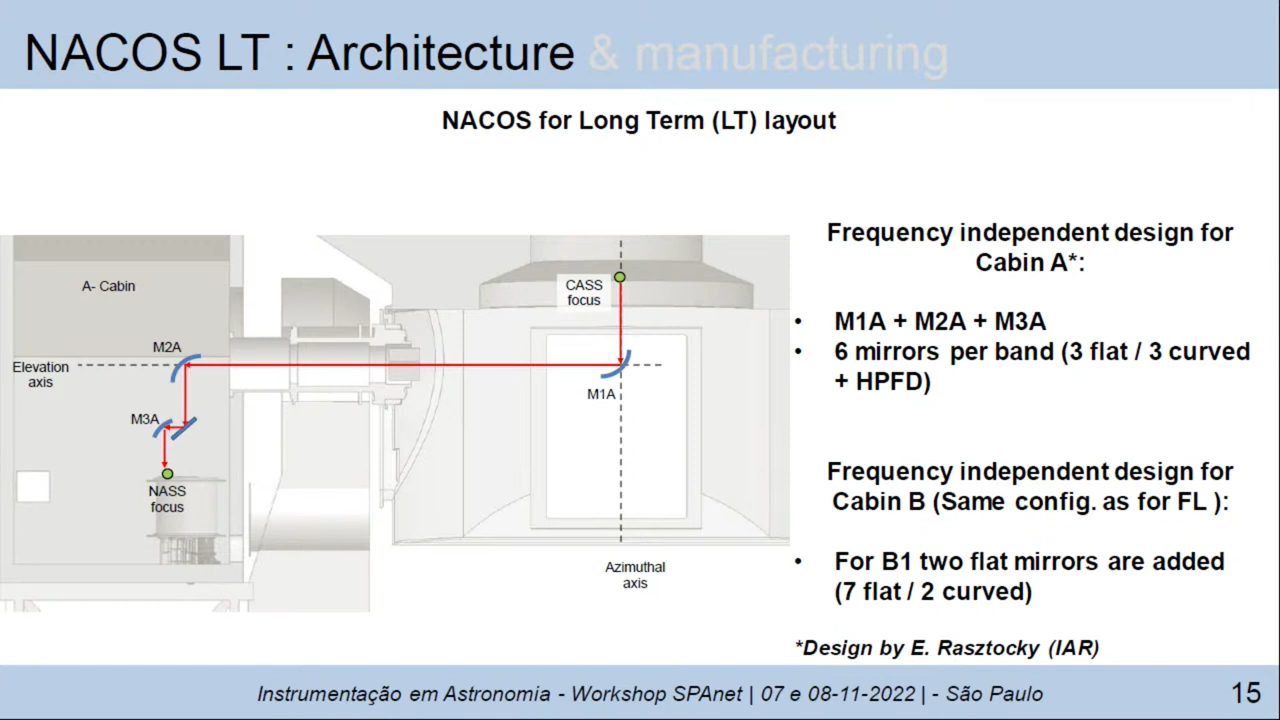 NACOS LT : Architecture & manufacturing
NACOS for Long Term (LT) layout
A- Cabin
M2A
Elevation
axis
M3A
NASS
focus
CASS
focus
M1A
Azimuthal
axis
Frequency independent design for
Cabin A*:
• M1A + M2A + M3A
• 6 mirrors per band (3 flat / 3 curved
+ HPFD)
Frequency independent design for
Cabin B (Same config. as for FL ):
• For B1 two flat mirrors are added
(7 flat / 2 curved)
*Design by E. Rasztocky (IAR)
Instrumentação em Astronomia - Workshop SPAnet | 07 e 08-11-2022 | - São Paulo
15